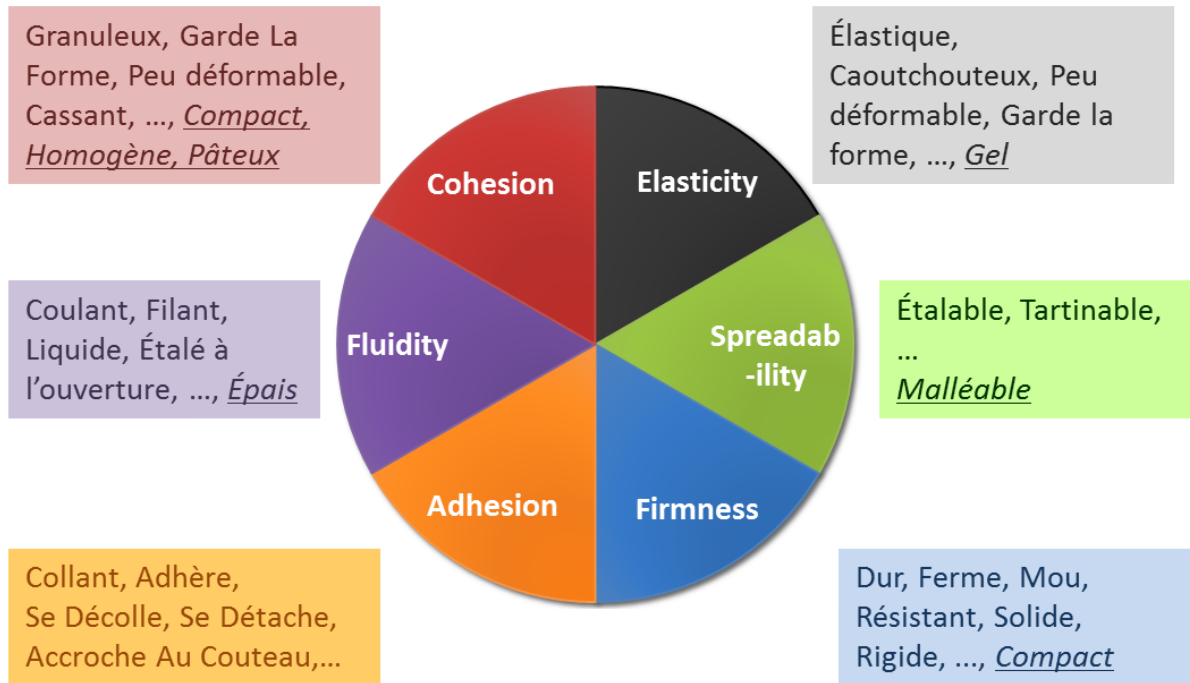 Granuleux, Garde La
Forme, Peu déformable,
Cassant, …, Compact,
Homogène, Pâteux
Élastique,
Caoutchouteux, Peu
déformable, Garde la
forme, …, Gel
Cohesion
Elasticity
Coulant, Filant,
Liquide, Étalé à
l’ouverture, …, Épais
Fluidity
Spreadab
-ility
Étalable, Tartinable,
…
Malléable
Adhesion
Firmness
Collant, Adhère,
Se Décolle, Se Détache,
Accroche Au Couteau,…
Dur, Ferme, Mou,
Résistant, Solide,
Rigide, ..., Compact